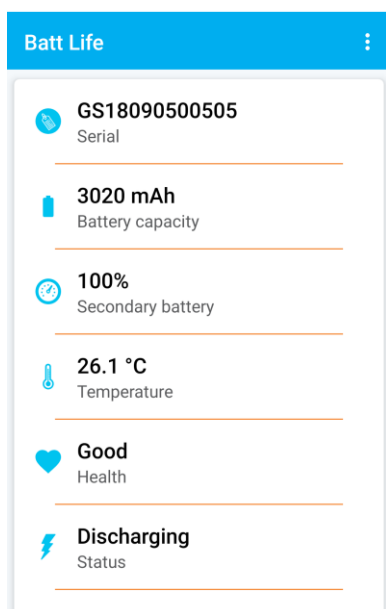 Batt Life
GS18090500505
Serial
3020 mAh
Battery capacity
100%
Secondary battery
26.1 °C
Temperature
Good
Health
Discharging
Status